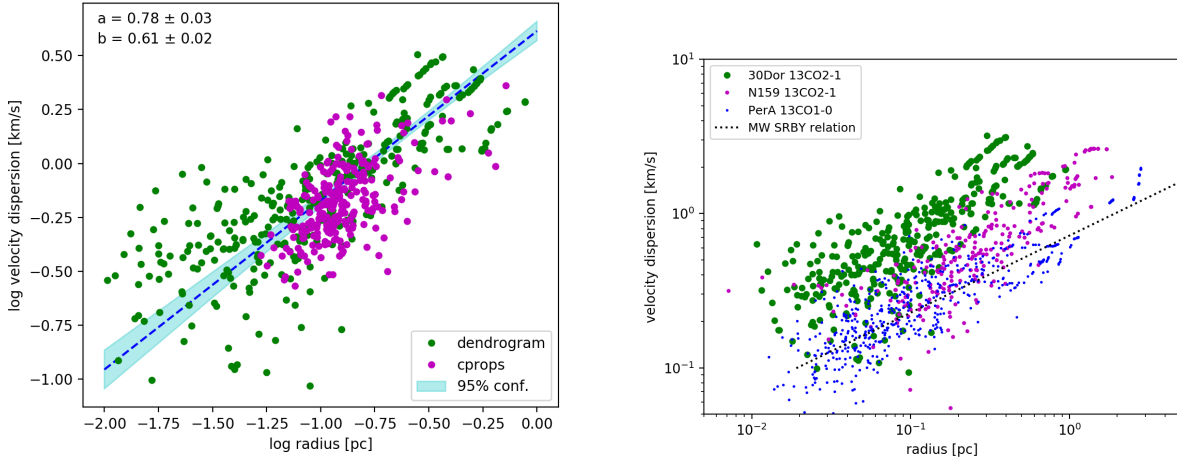 a = 0.78 ± 0.03
b = 0.61 ± 0.02
0.50
0.25
0.00
−0.25
−0.50
−0.75
−1.00
log velocity dispersion [km/s]
dendrogram
cprops
95% conf.
−2.00 −1.75 −1.50 −1.25 −1.00 −0.75 −0.50 −0.25 0.00
log radius [pc]
10¹
10⁰
10⁻¹
velocity dispersion [km/s]
30Dor 13CO2-1
N159 13CO2-1
PerA 13CO1-0
MW SRBY relation
10⁻² 10⁻¹ 10⁰
radius [pc]